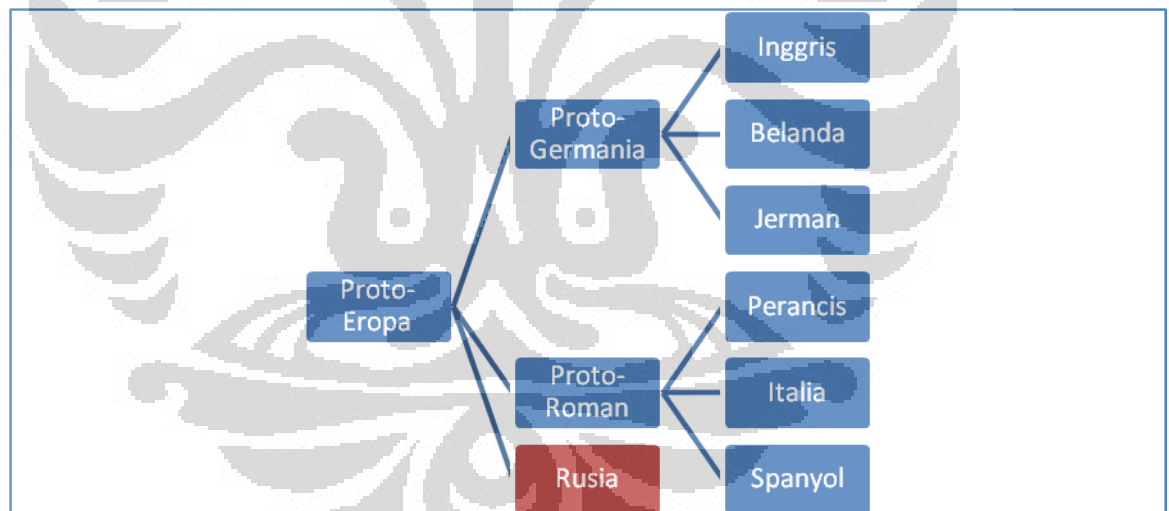 Inggris
Proto-
Germania
Belanda
Jerman
Proto-
Eropa
Perancis
Proto-
Roman
Italia
Rusia
Spanyol